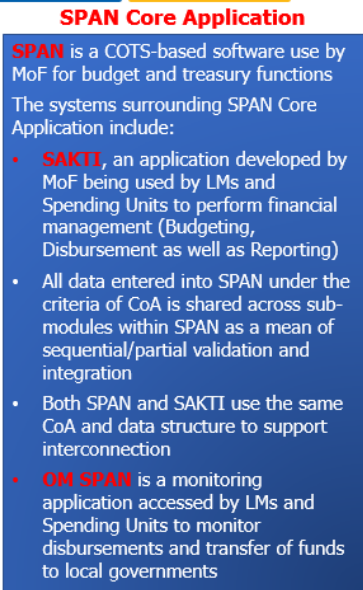 SPAN Core Application
SPAN is a COTS-based software use by
MoF for budget and treasury functions
The systems surrounding SPAN Core
Application include:
• SAKTI, an application developed by
MoF being used by LMs and
Spending Units to perform financial
management (Budgeting,
Disbursement as well as Reporting)
• All data entered into SPAN under the
criteria of CoA is shared across sub-
modules within SPAN as a mean of
sequential/partial validation and
integration
• Both SPAN and SAKTI use the same
CoA and data structure to support
interconnection
• OM SPAN is a monitoring
application accessed by LMs and
Spending Units to monitor
disbursements and transfer of funds
to local governments